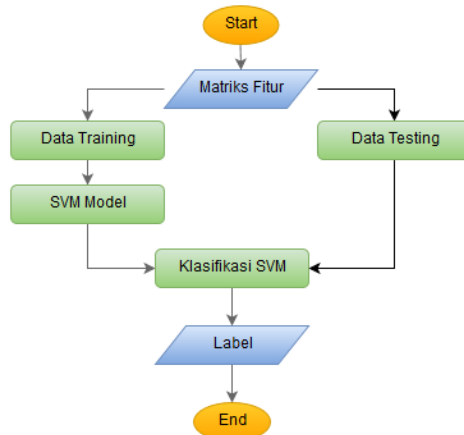 Start
Matriks Fitur
Data Training
Data Testing
SVM Model
Klasifikasi SVM
Label
End